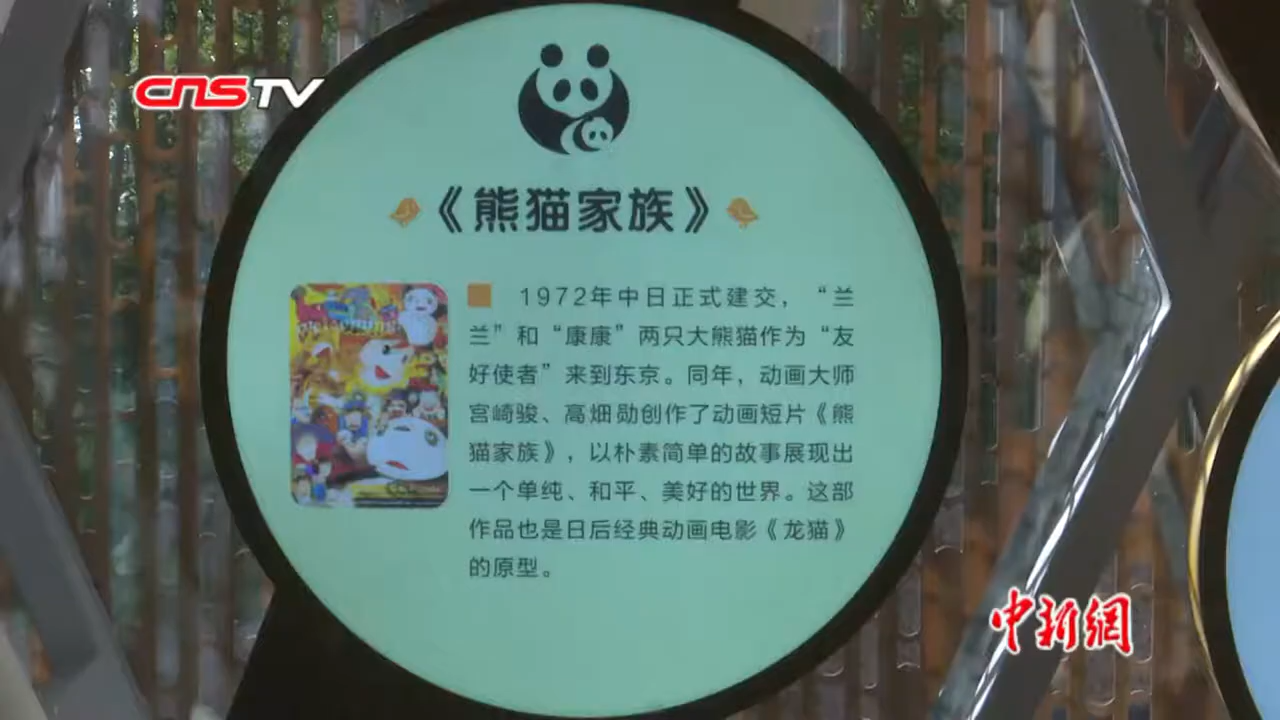 CNSTV
《熊猫家族》
1972年中日正式建交，“兰
兰”和“康康”两只大熊猫作为“友
好使者”来到东京。同年，动画大师
宫崎骏、高畑勋创作了动画短片《熊
猫家族》，以朴素简单的故事展现出
一个单纯、和平、美好的世界。这部
作品也是日后经典动画电影《龙猫》
的原型。
中新網